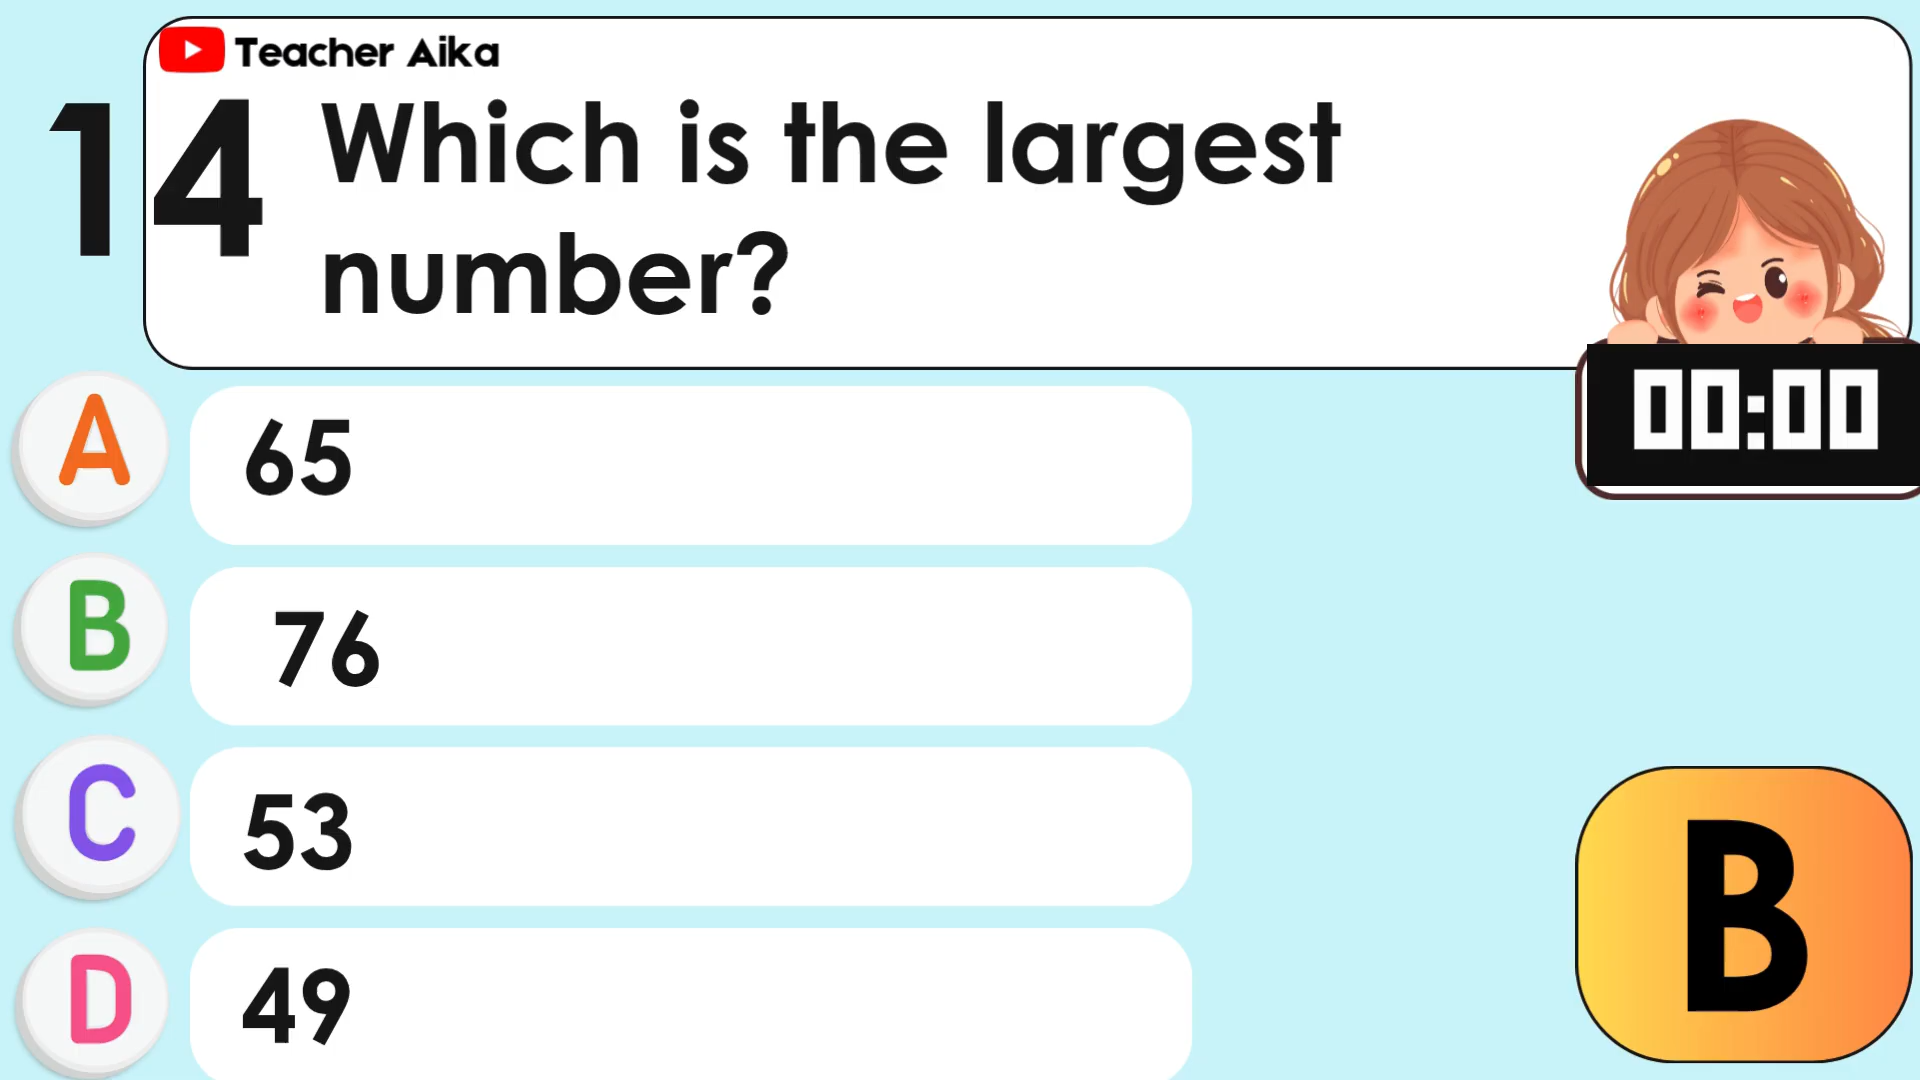 Teacher Aika
14 Which is the largest
number?
00:00
A 65
B 76
C 53
D 49
B